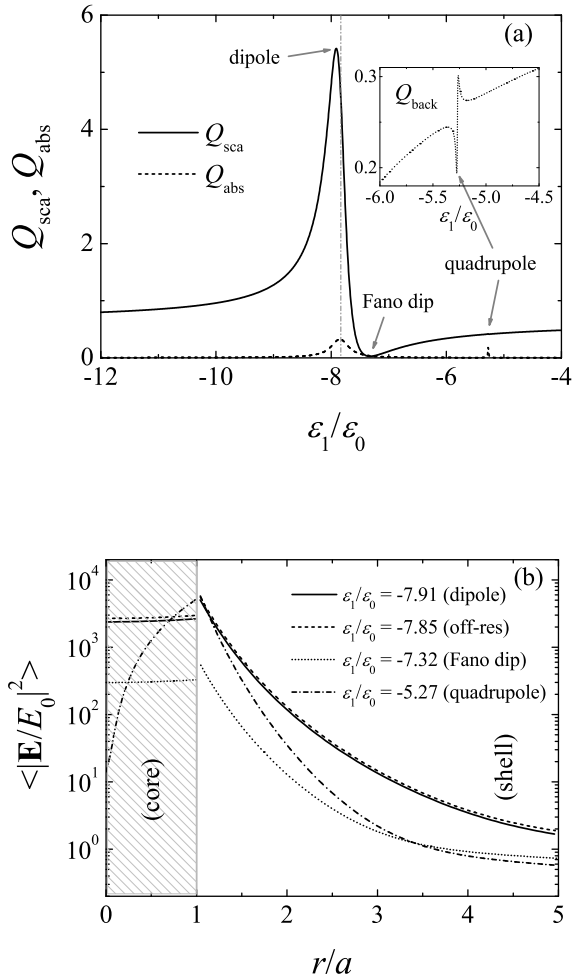 (a)
6
4
2
0
Q_sca, Q_abs
dipole
Q_sca
Q_abs
Fano dip
quadrupole
-12 -10 -8 -6 -4
ε_1/ε_0
Q_back
0.3
0.2
-6.0 -5.5 -5.0 -4.5
ε_1/ε_0
(b)
10^4
10^3
10^2
10^1
10^0
<|E/E_0|^2>
ε_1/ε_0 = -7.91 (dipole)
ε_1/ε_0 = -7.85 (off-res)
ε_1/ε_0 = -7.32 (Fano dip)
ε_1/ε_0 = -5.27 (quadrupole)
(core)
(shell)
0 1 2 3 4 5
r/a